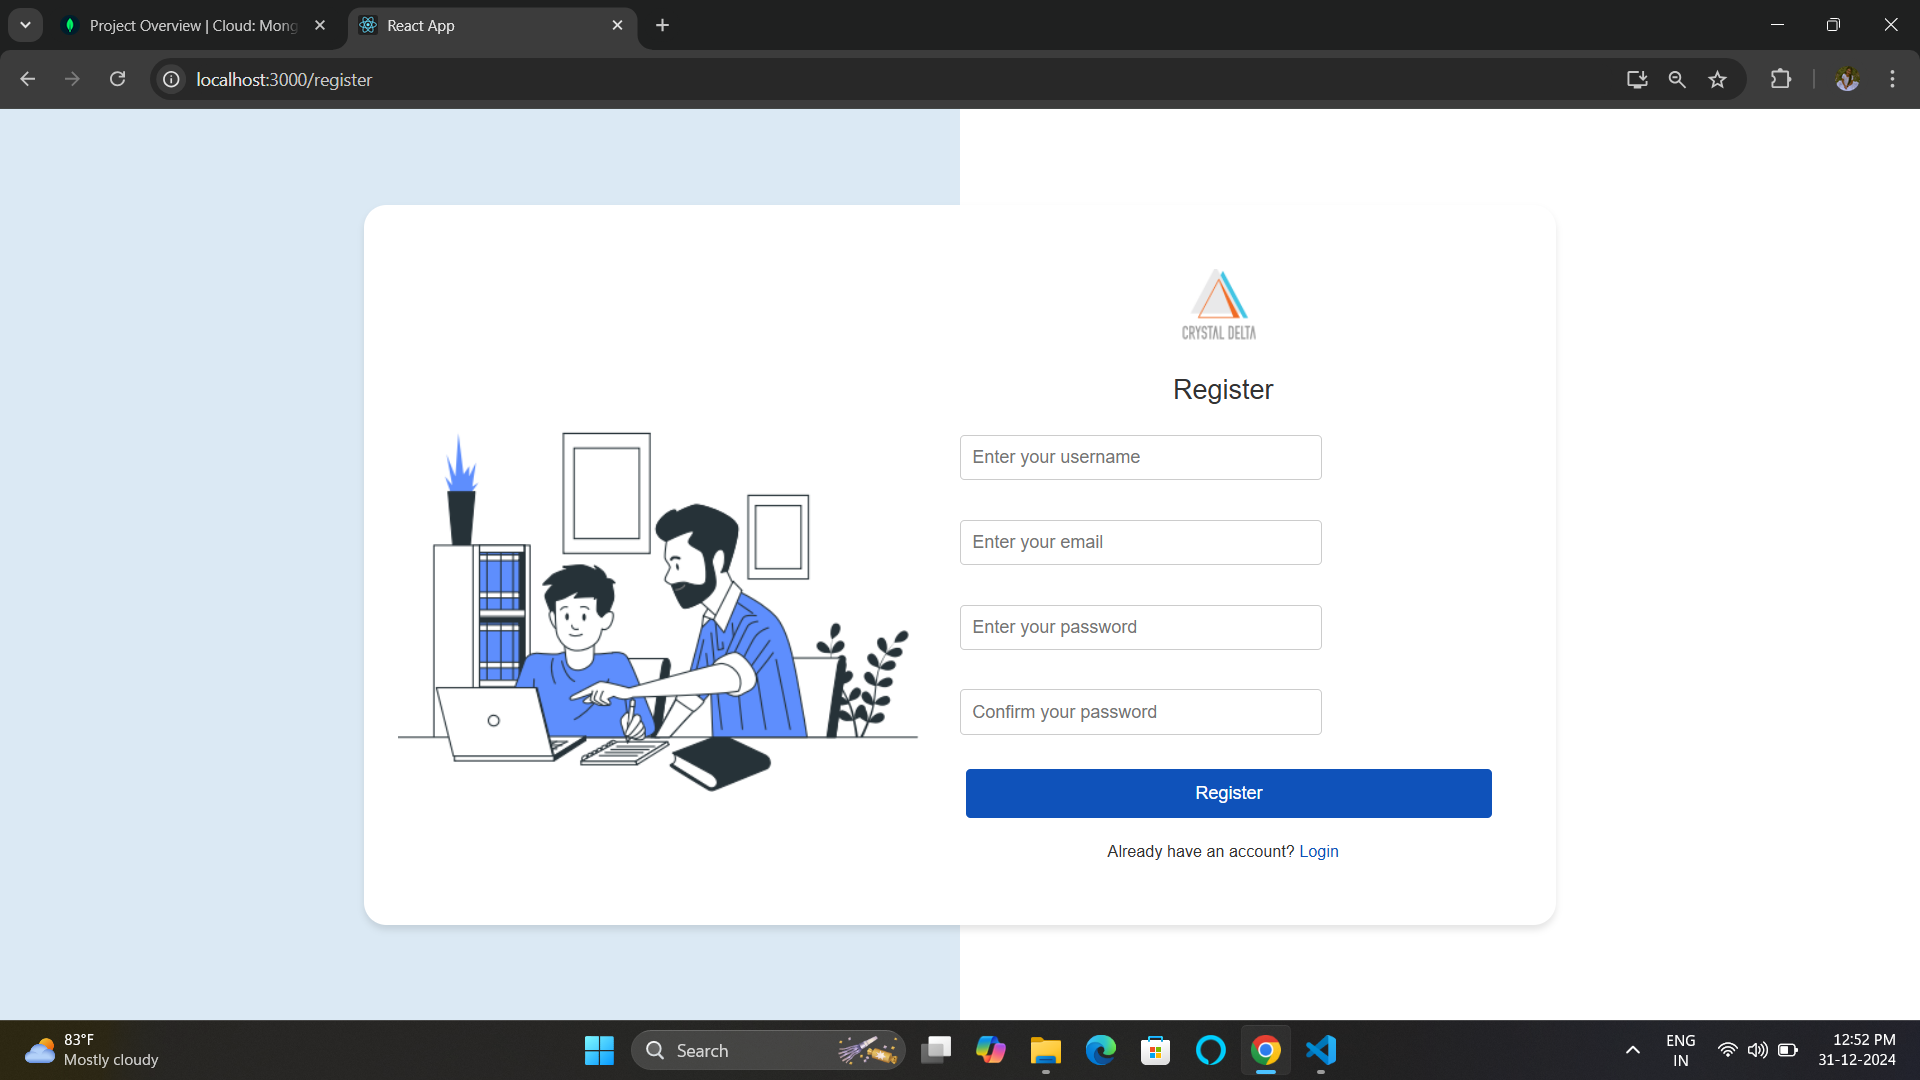 Project Overview | Cloud: Mong
React App
localhost:3000/register
CRYSTAL DELTA
Register
Enter your username
Enter your email
Enter your password
Confirm your password
Register
Already have an account? Login
83°F
Mostly cloudy
Search
ENG
IN
12:52 PM
31-12-2024